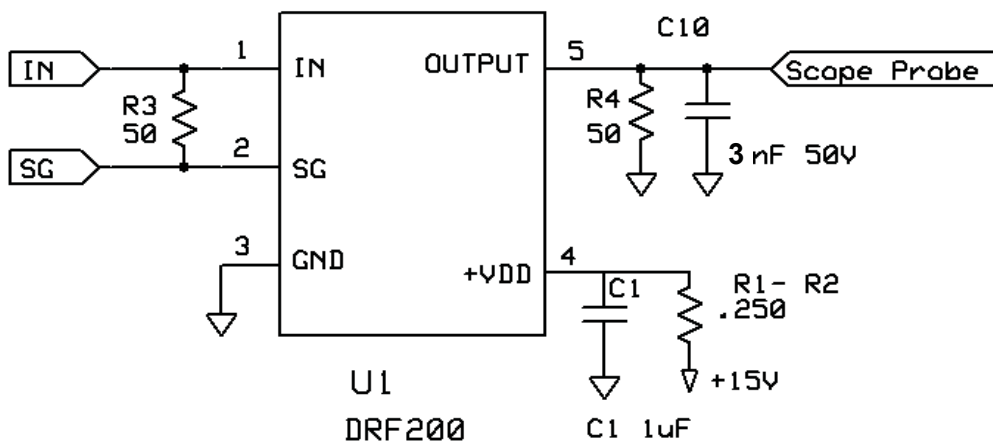 C10
1
5
IN
IN
OUTPUT
Scope Probe
R3
50
R4
50
2
SG
SG
3 nF 50V
3
GND
4
+VDD
C1
R1- R2
.250
U1
+15V
DRF200
C1 1uF